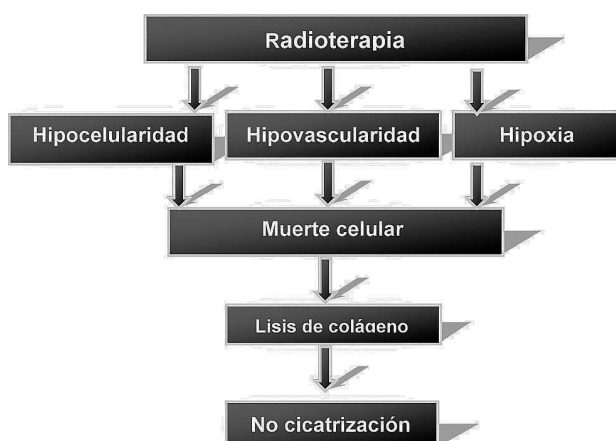 Radioterapia
Hipocelularidad
Hipovascularidad
Hipoxia
Muerte celular
Lisis de colágeno
No cicatrización